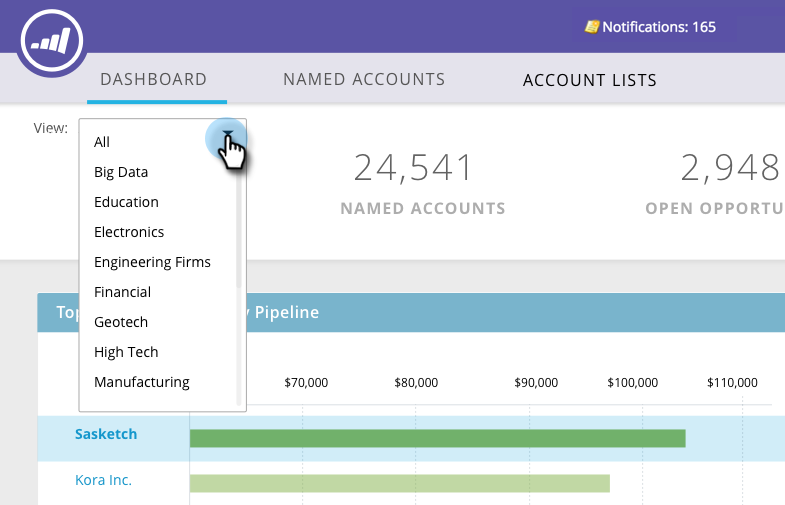 Notifications: 165
DASHBOARD NAMED ACCOUNTS ACCOUNT LISTS
View:
All
Big Data
Education
Electronics
Engineering Firms
Financial
Geotech
High Tech
Manufacturing
24,541
NAMED ACCOUNTS
2,948
OPEN OPPORTU
Top
y Pipeline
$70,000 $80,000 $90,000 $100,000 $110,000
Sasketch
Kora Inc.